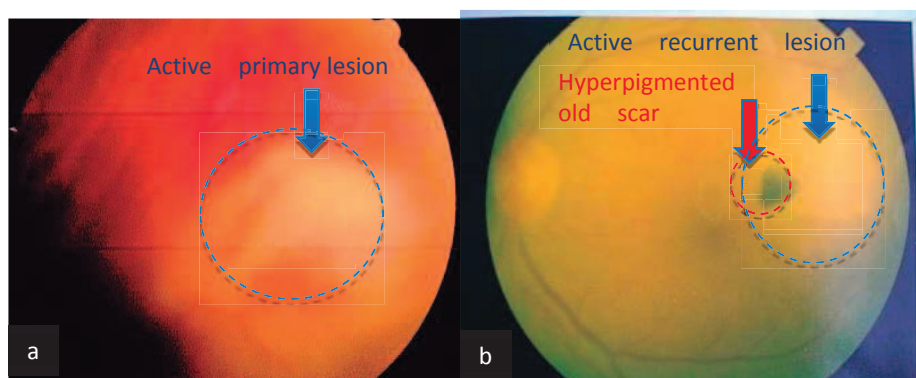 Active primary lesion
a
Active recurrent lesion
Hyperpigmented
old scar
b